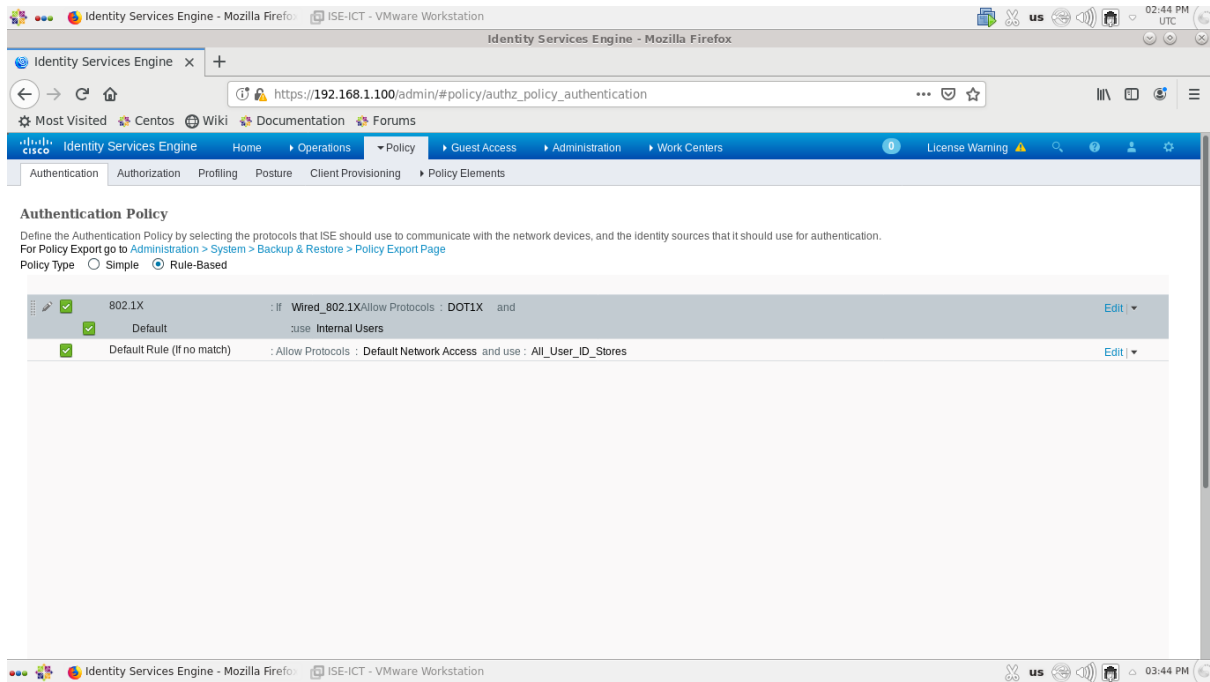 Identity Services Engine - Mozilla Firefox ISE-ICT - VMware Workstation us 02:44 PM
UTC
Identity Services Engine - Mozilla Firefox
Identity Services Engine
https://192.168.1.100/admin/#policy/authz_policy_authentication
Most Visited Centos Wiki Documentation Forums
CISCO Identity Services Engine Home Operations Policy Guest Access Administration Work Centers 0 License Warning
Authentication Authorization Profiling Posture Client Provisioning Policy Elements
Authentication Policy
Define the Authentication Policy by selecting the protocols that ISE should use to communicate with the network devices, and the identity sources that it should use for authentication.
For Policy Export go to Administration > System > Backup & Restore > Policy Export Page
Policy Type Simple Rule-Based
802.1X : If Wired_802.1XAllow Protocols : DOT1X and Edit |
Default :use Internal Users
Default Rule (If no match) : Allow Protocols : Default Network Access and use : All_User_ID_Stores Edit |
Identity Services Engine - Mozilla Firefox ISE-ICT - VMware Workstation us 03:44 PM